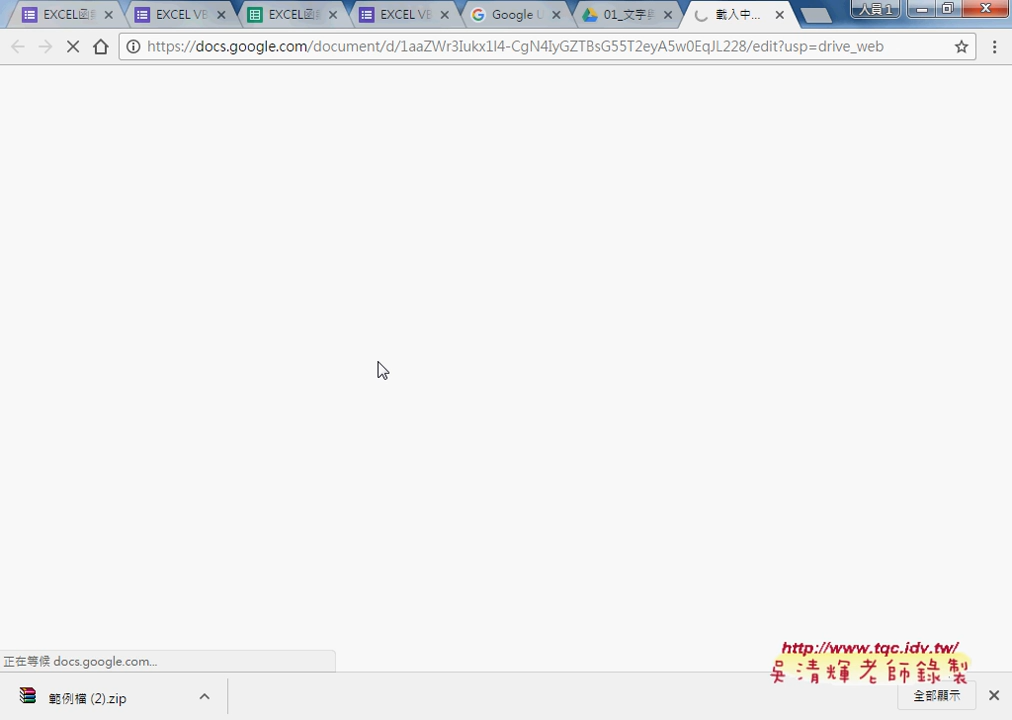 EXCEL函
EXCEL VB
EXCEL函
EXCEL VB
Google U
01_文字
載入中...
人員 1
https://docs.google.com/document/d/1aaZWr3Iukx1l4-CgN4IyGZTBsG55T2eyA5w0EqJL228/edit?usp=drive_web
正在等候 docs.google.com...
http://www.tqc.idv.tw/
吳清輝老師錄製
範例檔 (2).zip
全部顯示